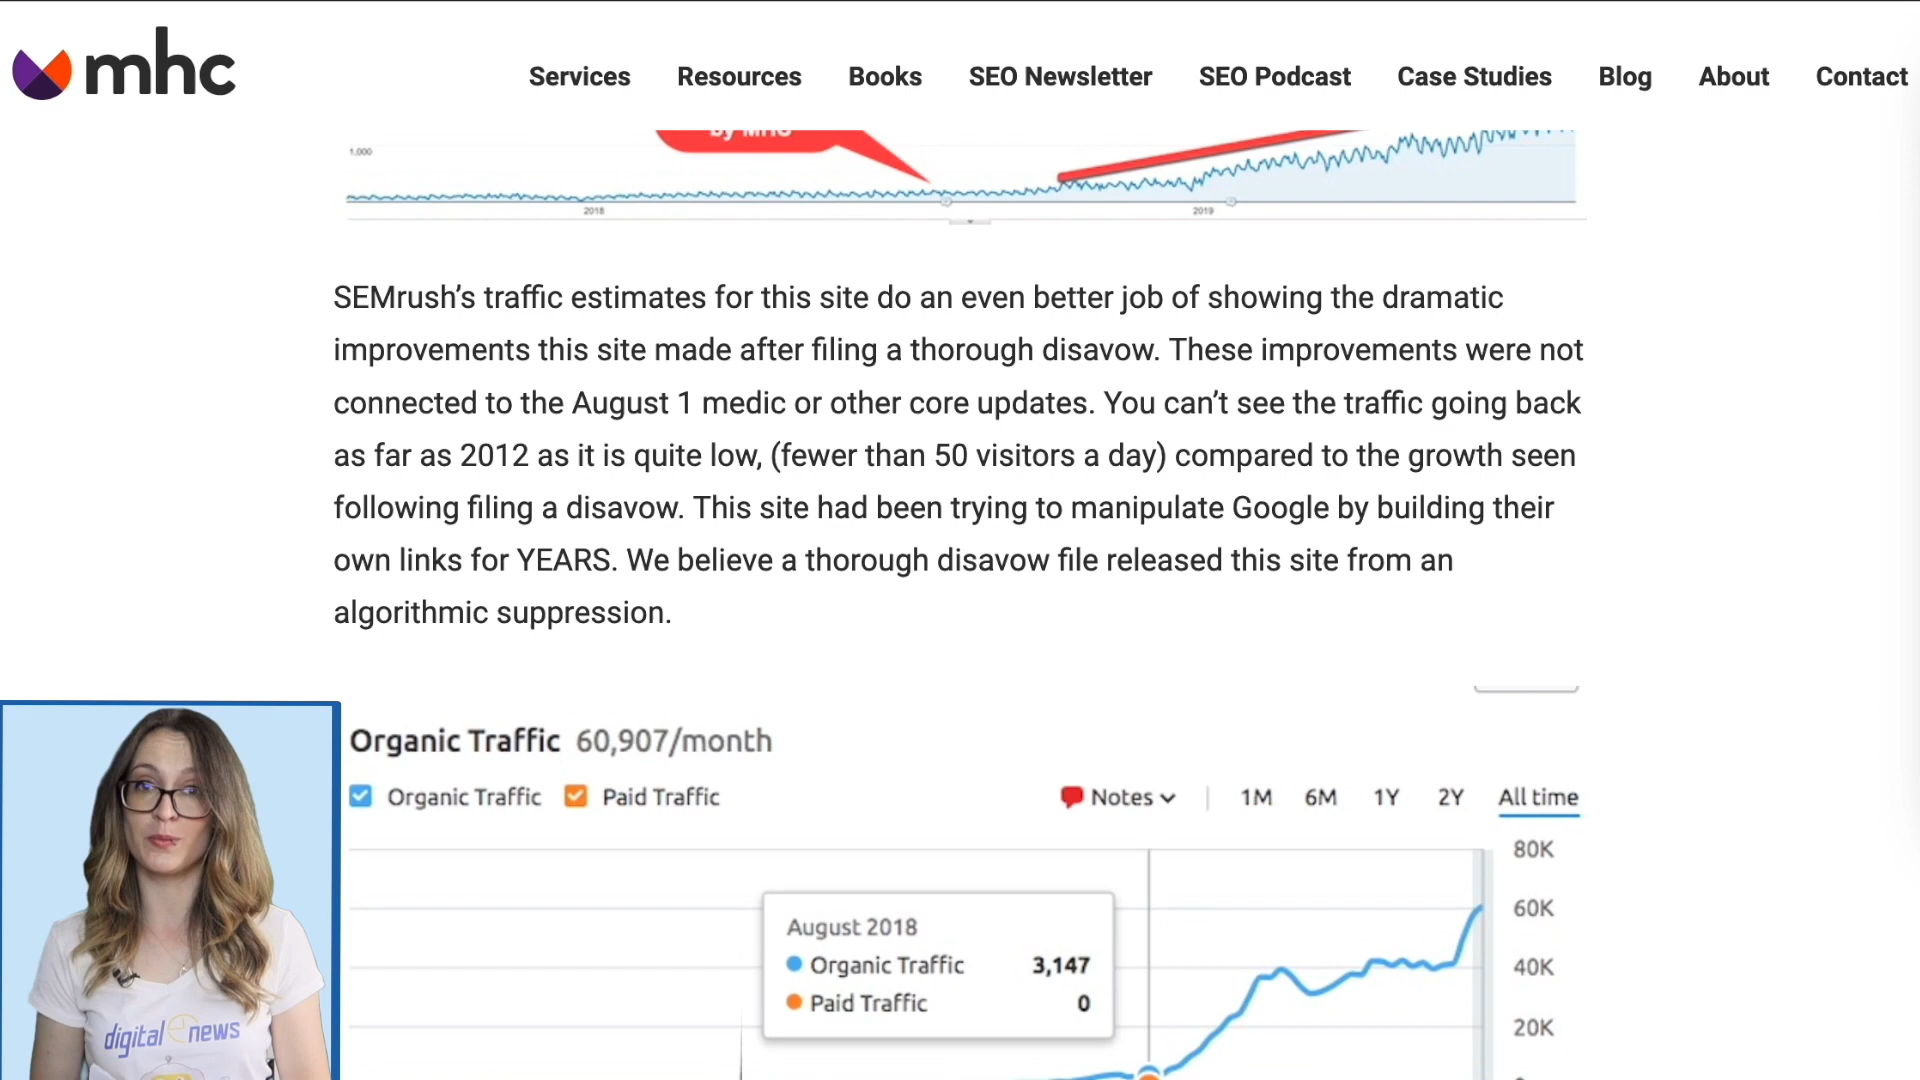 mhc
Services Resources Books SEO Newsletter SEO Podcast Case Studies Blog About Contact
by MHC
1,000
2018 2019
SEMrush’s traffic estimates for this site do an even better job of showing the dramatic
improvements this site made after filing a thorough disavow. These improvements were not
connected to the August 1 medic or other core updates. You can’t see the traffic going back
as far as 2012 as it is quite low, (fewer than 50 visitors a day) compared to the growth seen
following filing a disavow. This site had been trying to manipulate Google by building their
own links for YEARS. We believe a thorough disavow file released this site from an
algorithmic suppression.
Organic Traffic 60,907/month
Organic Traffic Paid Traffic Notes 1M 6M 1Y 2Y All time
80K
60K
40K
20K
August 2018
Organic Traffic 3,147
Paid Traffic 0
digital news